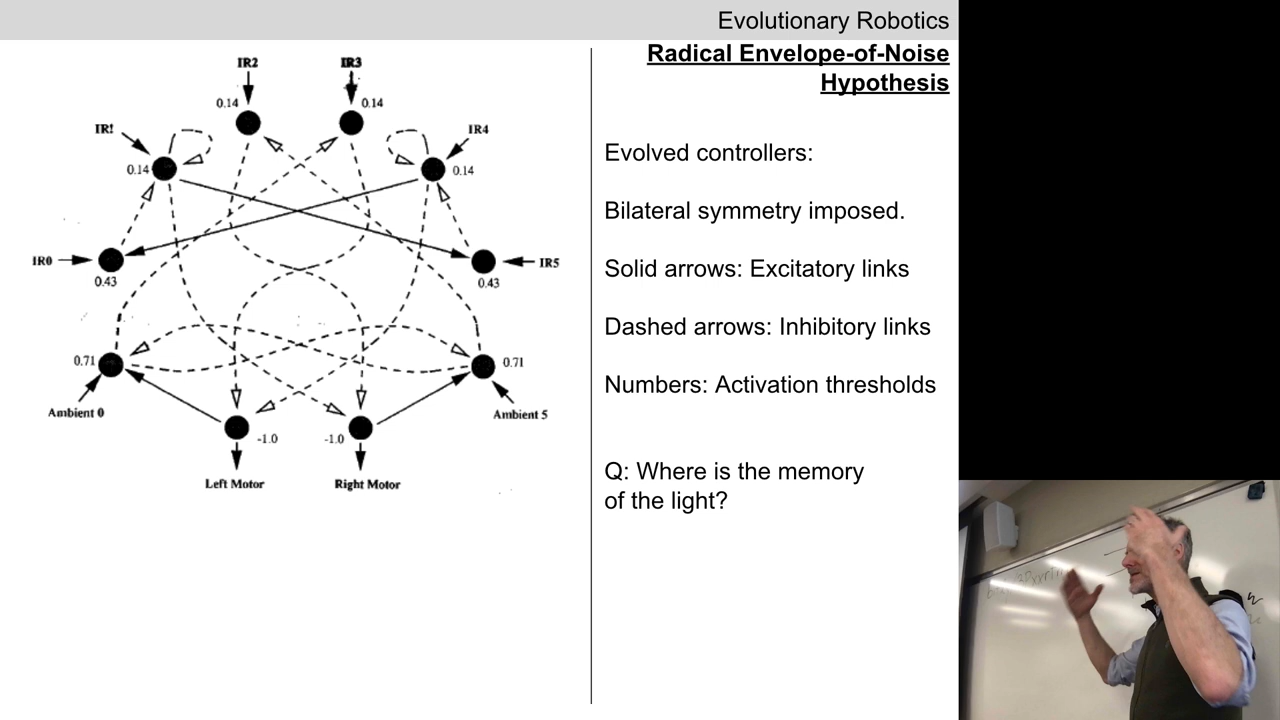 Evolutionary Robotics
Radical Envelope-of-Noise
Hypothesis
IR2
IR3
0.14
0.14
IR!
IR4
0.14
0.14
IR0
IR5
0.43
0.43
0.71
0.71
Ambient 0
Ambient 5
-1.0
-1.0
Left Motor
Right Motor
Evolved controllers:
Bilateral symmetry imposed.
Solid arrows: Excitatory links
Dashed arrows: Inhibitory links
Numbers: Activation thresholds
Q: Where is the memory
of the light?